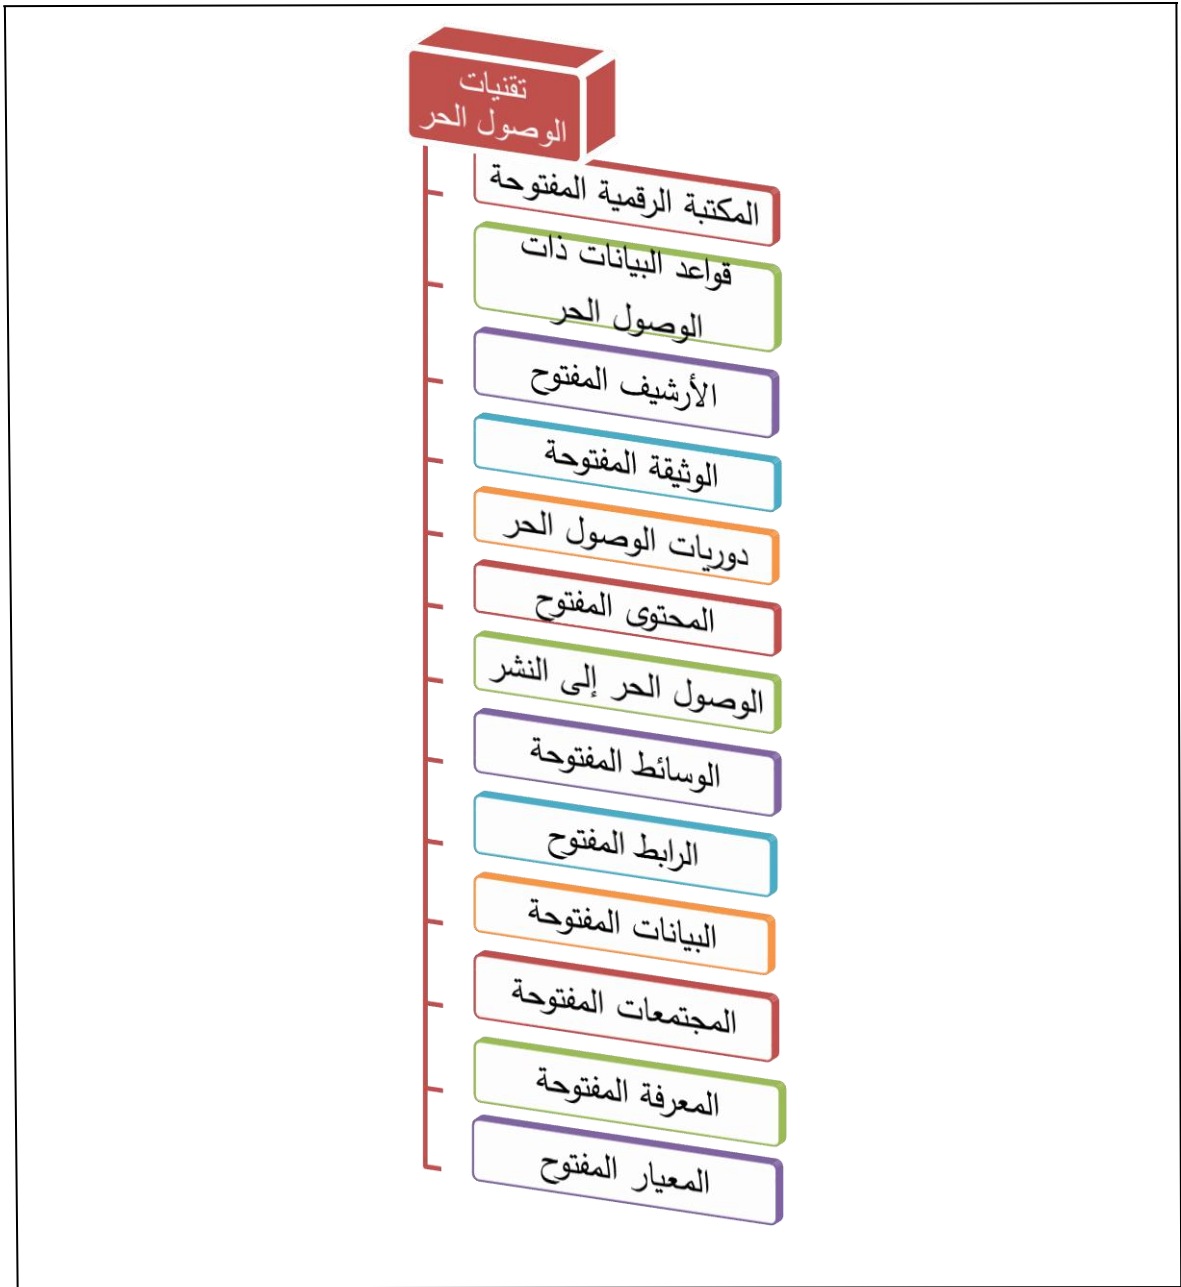 تقنيات
الوصول الحر
المكتبة الرقمية المفتوحة
قواعد البيانات ذات
الوصول الحر
الأرشيف المفتوح
الوثيقة المفتوحة
دوريات الوصول الحر
المحتوى المفتوح
الوصول الحر إلى النشر
الوسائط المفتوحة
الرابط المفتوح
البيانات المفتوحة
المجتمعات المفتوحة
المعرفة المفتوحة
المعيار المفتوح